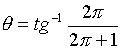 θ = tg⁻¹ 2π / 2π + 1